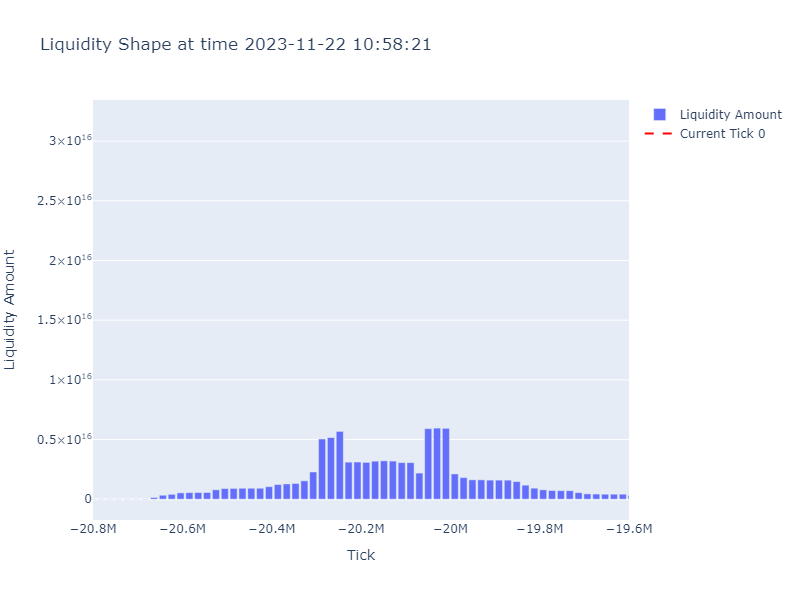 Liquidity Shape at time 2023-11-22 10:58:21
Liquidity Amount
Current Tick 0
3×10¹⁶
2.5×10¹⁶
2×10¹⁶
1.5×10¹⁶
1×10¹⁶
0.5×10¹⁶
0
Liquidity Amount
−20.8M −20.6M −20.4M −20.2M −20M −19.8M −19.6M
Tick